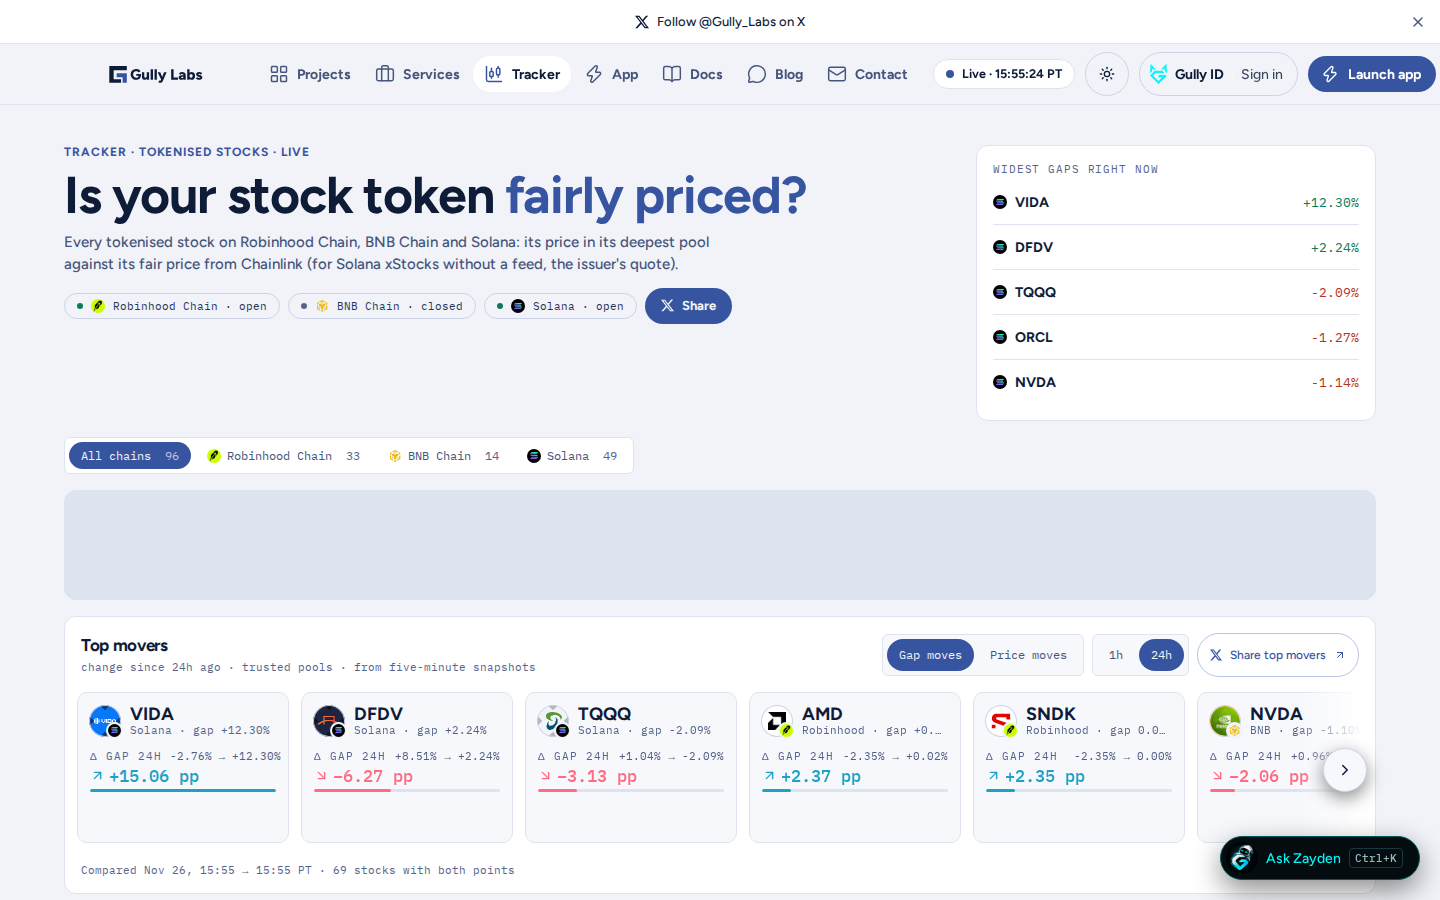 Follow @Gully_Labs on X
Gully Labs
Projects
Services
Tracker
App
Docs
Blog
Contact
Live · 15:55:24 PT
Gully ID
Sign in
Launch app
TRACKER · TOKENISED STOCKS · LIVE
Is your stock token fairly priced?
Every tokenised stock on Robinhood Chain, BNB Chain and Solana: its price in its deepest pool
against its fair price from Chainlink (for Solana xStocks without a feed, the issuer's quote).
Robinhood Chain · open
BNB Chain · closed
Solana · open
Share
WIDEST GAPS RIGHT NOW
VIDA +12.30%
DFDV +2.24%
TQQQ -2.09%
ORCL -1.27%
NVDA -1.14%
All chains 96
Robinhood Chain 33
BNB Chain 14
Solana 49
Top movers
change since 24h ago · trusted pools · from five-minute snapshots
Gap moves
Price moves
1h
24h
Share top movers
VIDA
Solana · gap +12.30%
Δ GAP 24H -2.76% → +12.30%
+15.06 pp
DFDV
Solana · gap +2.24%
Δ GAP 24H +8.51% → +2.24%
−6.27 pp
TQQQ
Solana · gap -2.09%
Δ GAP 24H +1.04% → -2.09%
−3.13 pp
AMD
Robinhood · gap +0.…
Δ GAP 24H -2.35% → +0.02%
+2.37 pp
SNDK
Robinhood · gap 0.0…
Δ GAP 24H -2.35% → 0.00%
+2.35 pp
NVDA
BNB · gap -1.10%
Δ GAP 24H +0.96%
−2.06 pp
Compared Nov 26, 15:55 → 15:55 PT · 69 stocks with both points
Ask Zayden
Ctrl+K